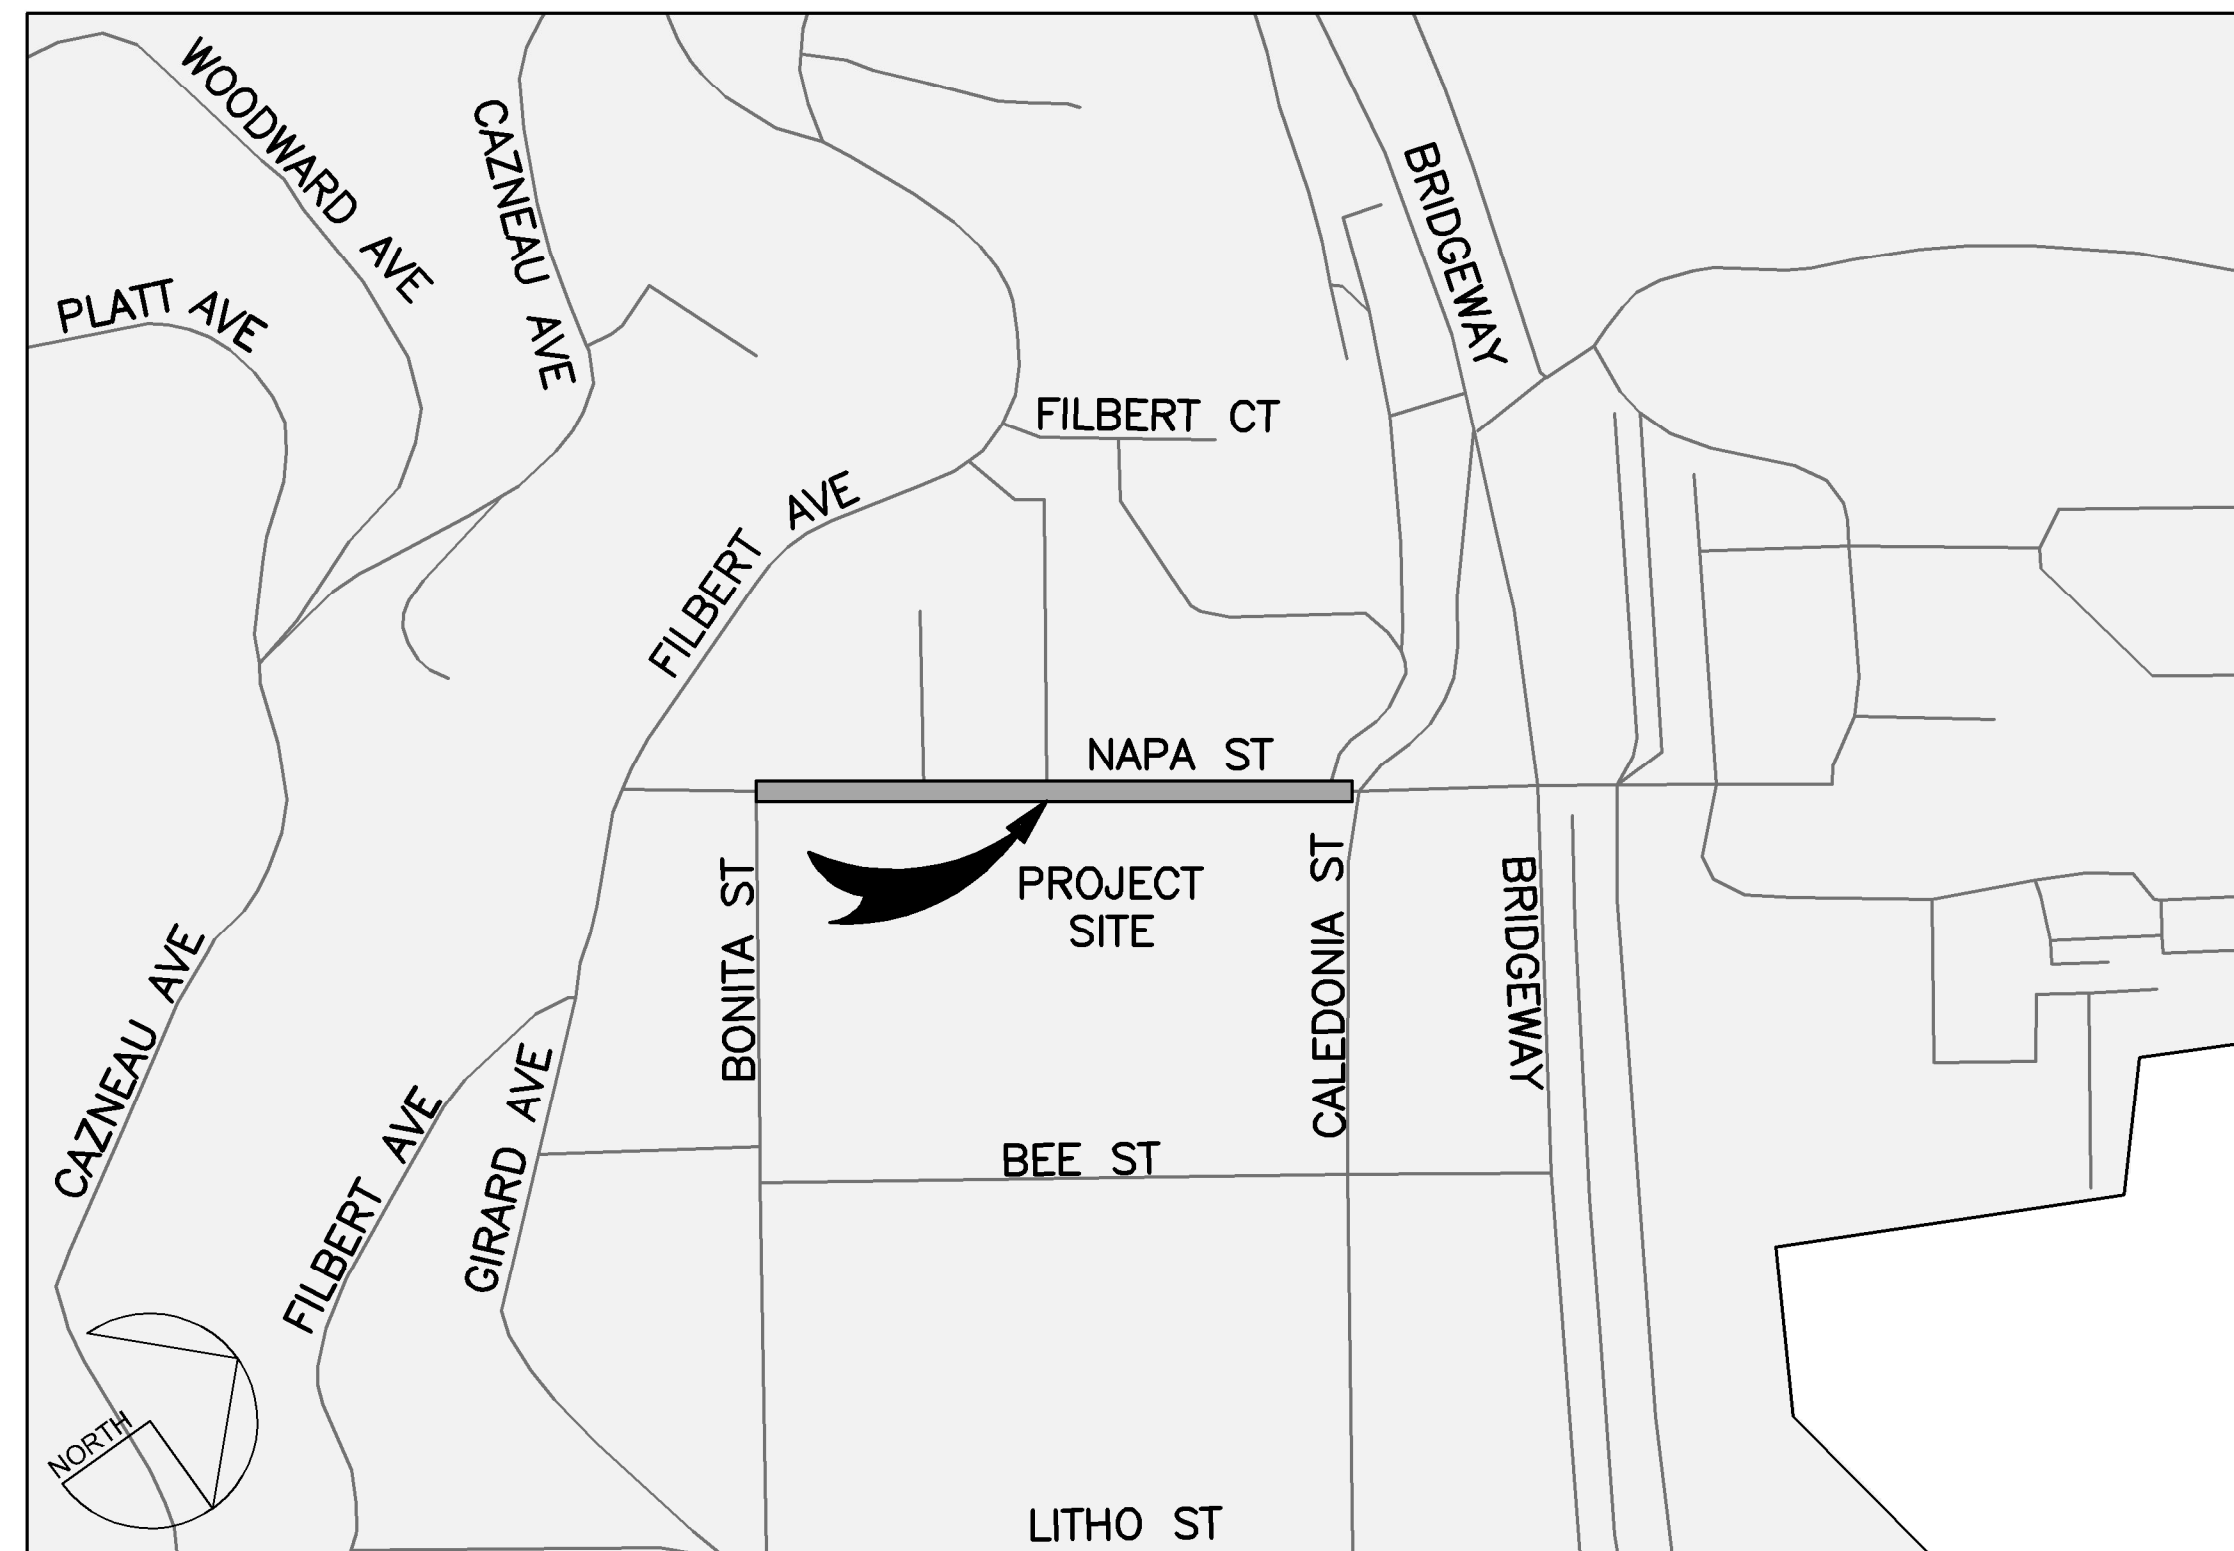 WOODWARD AVE
CAZNEAU AVE
BRIDGEWAY
PLATT AVE
FILBERT CT
FILBERT AVE
NAPA ST
PROJECT
SITE
BONITA ST
CALEDONIA ST
BRIDGEWAY
CAZNEAU AVE
FILBERT AVE
GIRARD AVE
BEE ST
NORTH
LITHO ST